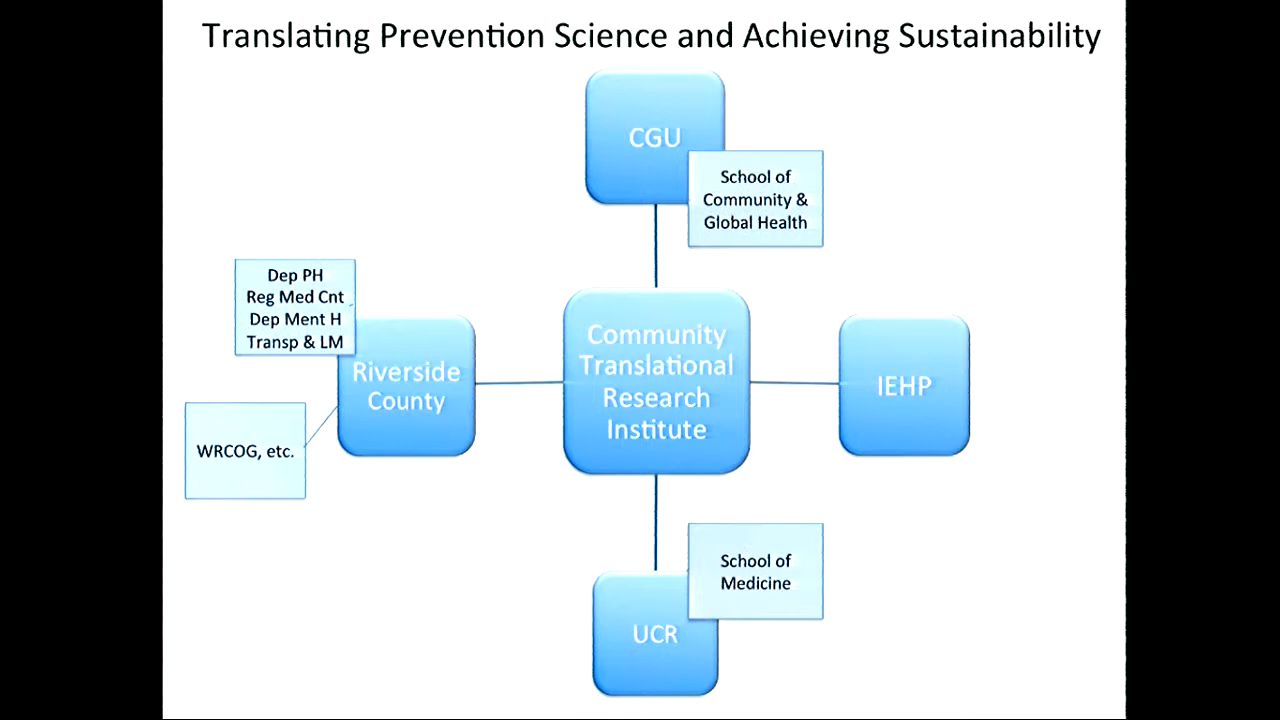 Translating Prevention Science and Achieving Sustainability
CGU
School of
Community &
Global Health
Dep PH
Reg Med Cnt
Dep Ment H
Transp & LM
Riverside
County
WRCOG, etc.
Community
Translational
Research
Institute
IEHP
School of
Medicine
UCR